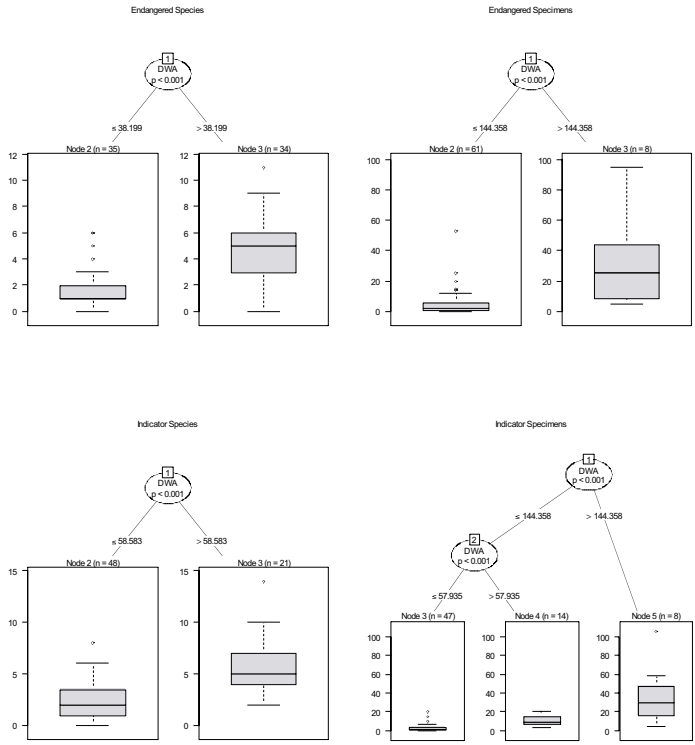 Endangered Species
1
DWA
p < 0.001
≤ 38.199
> 38.199
Node 2 (n = 35)
12
10
8
6
4
2
0
Node 3 (n = 34)
12
10
8
6
4
2
0
Endangered Specimens
1
DWA
p < 0.001
≤ 144.358
> 144.358
Node 2 (n = 61)
100
80
60
40
20
0
Node 3 (n = 8)
100
80
60
40
20
0
Indicator Species
1
DWA
p < 0.001
≤ 58.583
> 58.583
Node 2 (n = 48)
15
10
5
0
Node 3 (n = 21)
15
10
5
0
Indicator Specimens
1
DWA
p < 0.001
≤ 144.358
> 144.358
2
DWA
p < 0.001
≤ 57.935
> 57.935
Node 3 (n = 47)
100
80
60
40
20
0
Node 4 (n = 14)
100
80
60
40
20
0
Node 5 (n = 8)
100
80
60
40
20
0